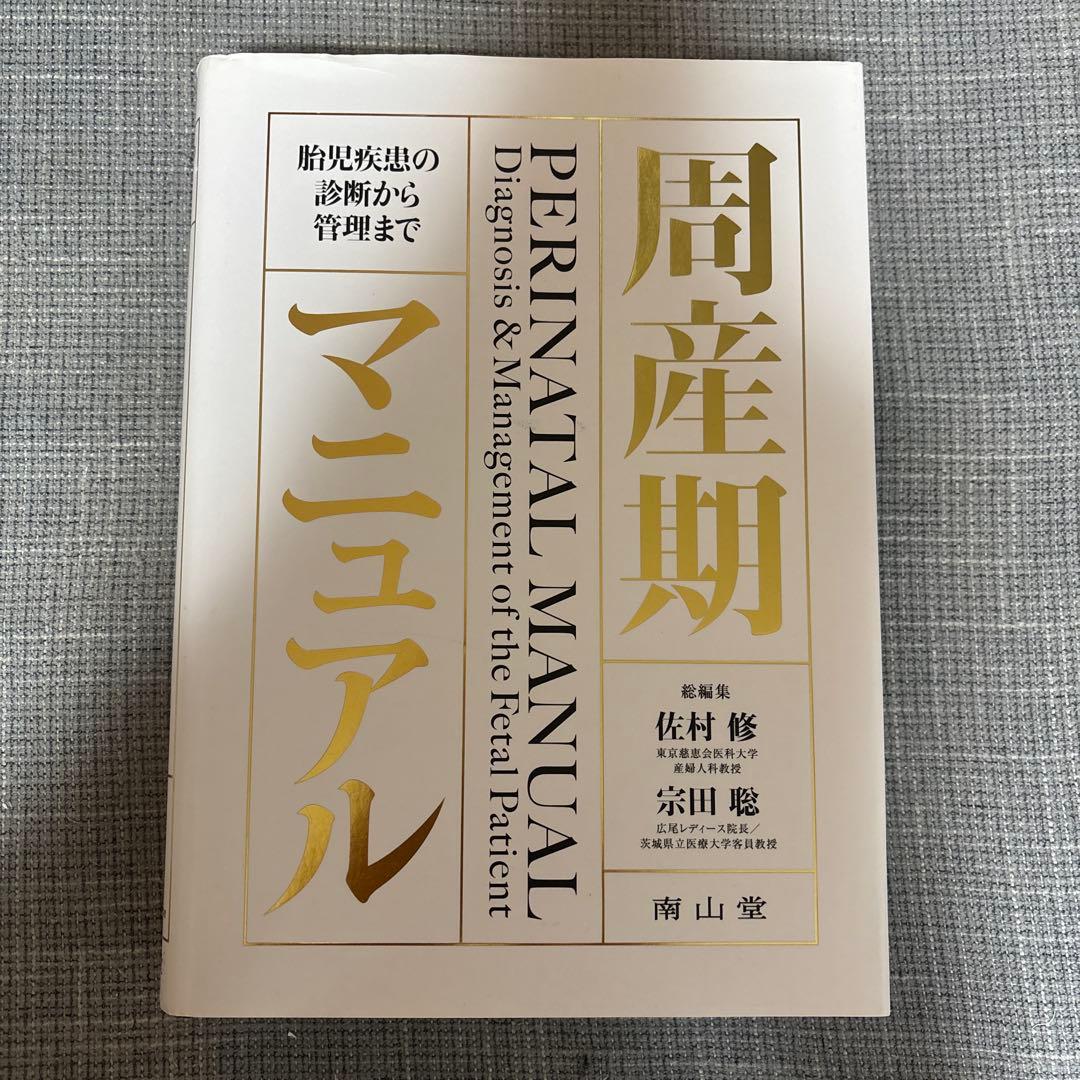 周産期
マニュアル
胎児疾患の
診断から
管理まで
PERINATAL MANUAL
Diagnosis & Management of the Fetal Patient
総編集
佐村 修
東京慈恵会医科大学
産婦人科教授
宗田 聡
広尾レディース院長／
茨城県立医療大学客員教授
南山堂